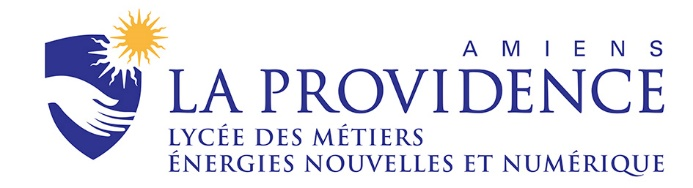 AMIENS
LA PROVIDENCE
LYCÉE DES MÉTIERS
ÉNERGIES NOUVELLES ET NUMÉRIQUE